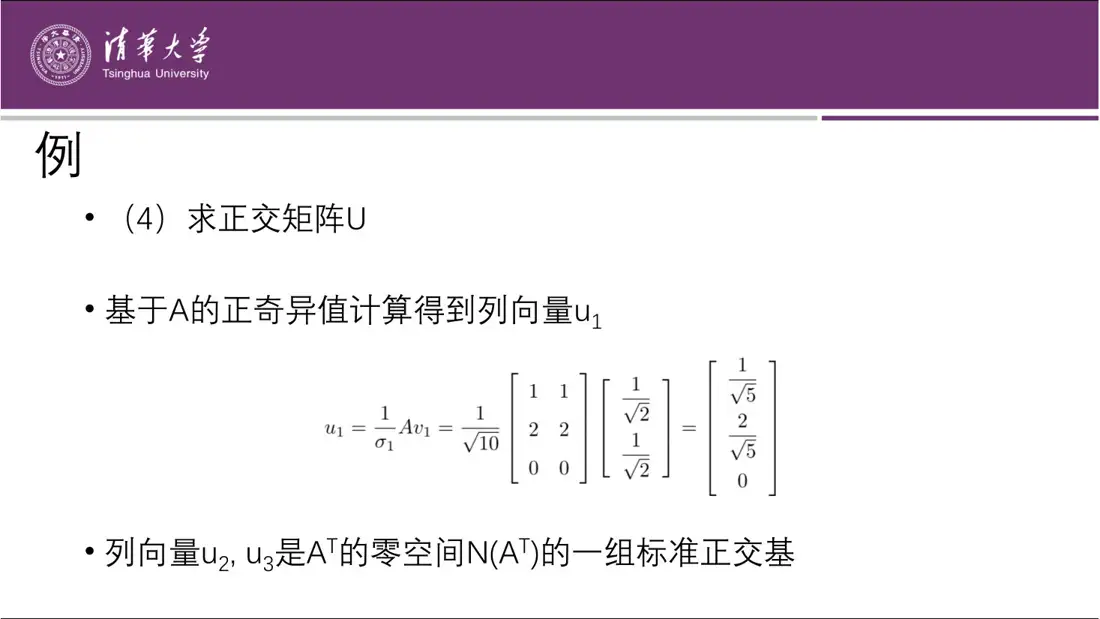 清华大学
Tsinghua University
例
• （4）求正交矩阵U
• 基于A的正奇异值计算得到列向量u₁
u₁ = 1/σ₁ Av₁ = 1/√10 [1 1; 2 2; 0 0] [1/√2; 1/√2] = [1/√5; 2/√5; 0]
• 列向量u₂, u₃是Aᵀ的零空间N(Aᵀ)的一组标准正交基